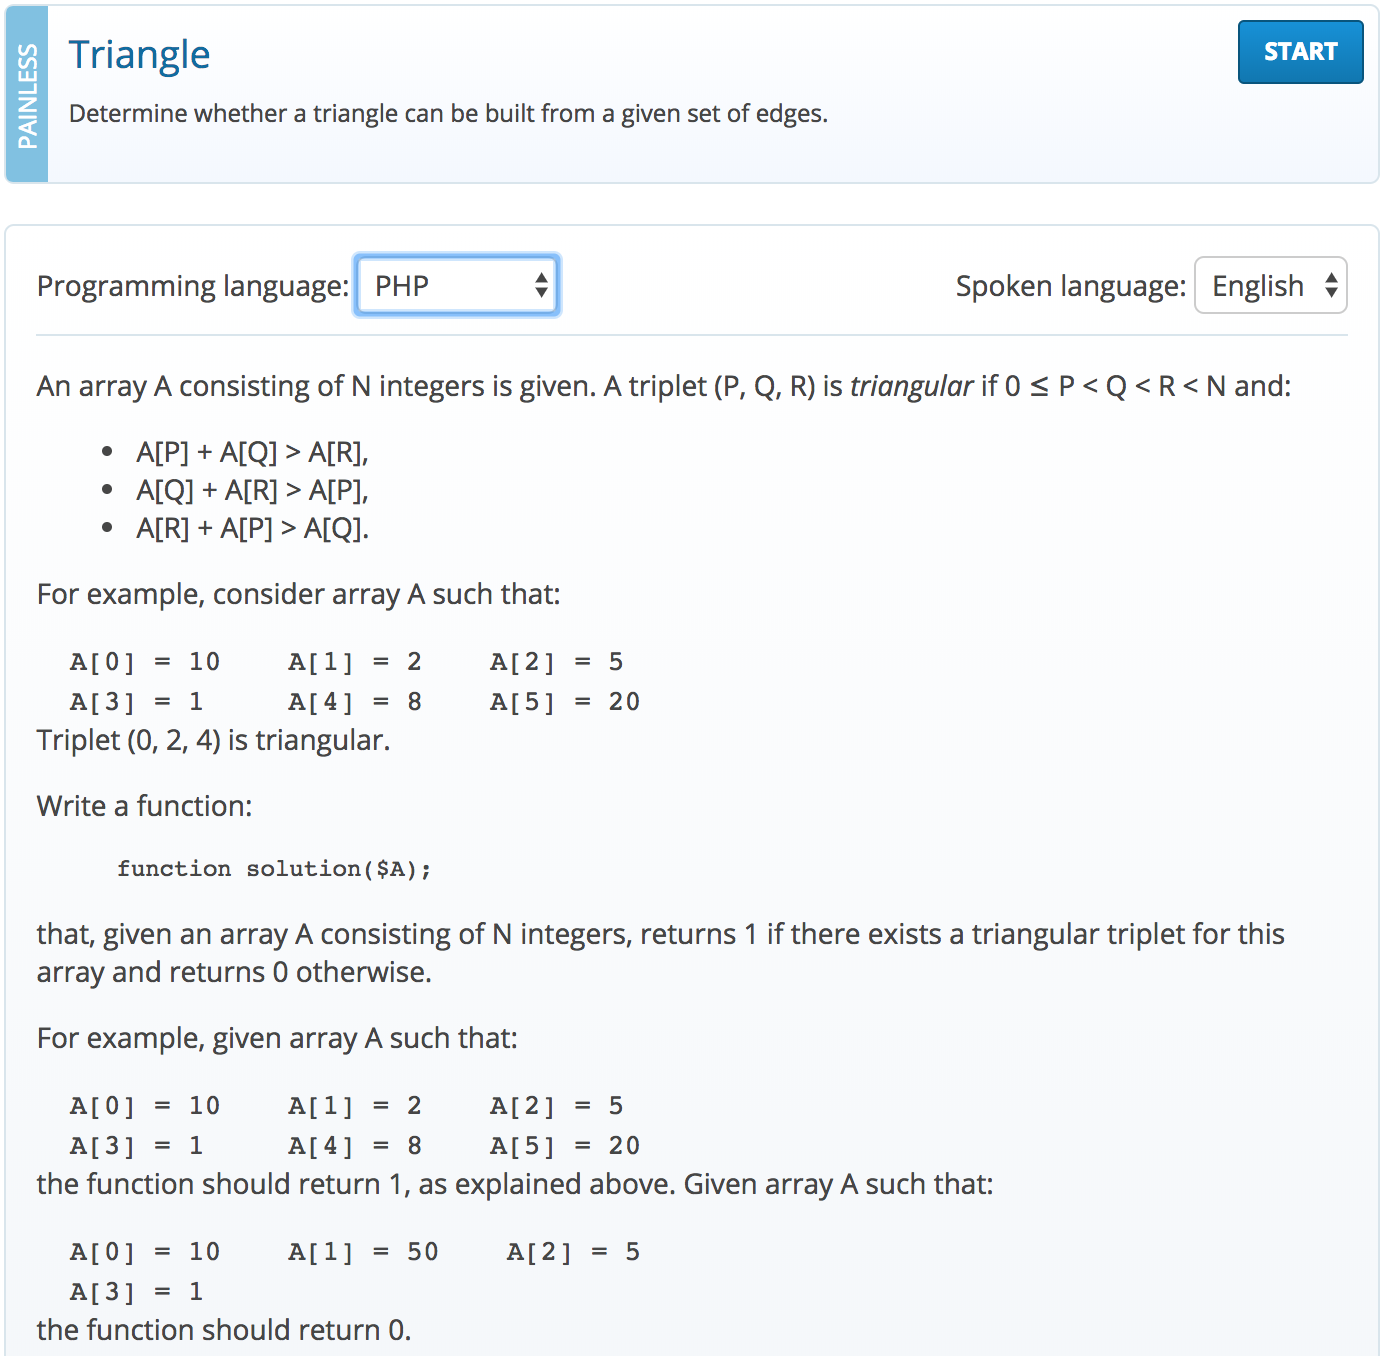 PAINLESS
Triangle
START
Determine whether a triangle can be built from a given set of edges.
Programming language: PHP
Spoken language: English
An array A consisting of N integers is given. A triplet (P, Q, R) is triangular if 0 ≤ P < Q < R < N and:
• A[P] + A[Q] > A[R],
• A[Q] + A[R] > A[P],
• A[R] + A[P] > A[Q].
For example, consider array A such that:
A[0] = 10    A[1] = 2    A[2] = 5
A[3] = 1     A[4] = 8    A[5] = 20
Triplet (0, 2, 4) is triangular.
Write a function:
function solution($A);
that, given an array A consisting of N integers, returns 1 if there exists a triangular triplet for this
array and returns 0 otherwise.
For example, given array A such that:
A[0] = 10    A[1] = 2    A[2] = 5
A[3] = 1     A[4] = 8    A[5] = 20
the function should return 1, as explained above. Given array A such that:
A[0] = 10    A[1] = 50    A[2] = 5
A[3] = 1
the function should return 0.